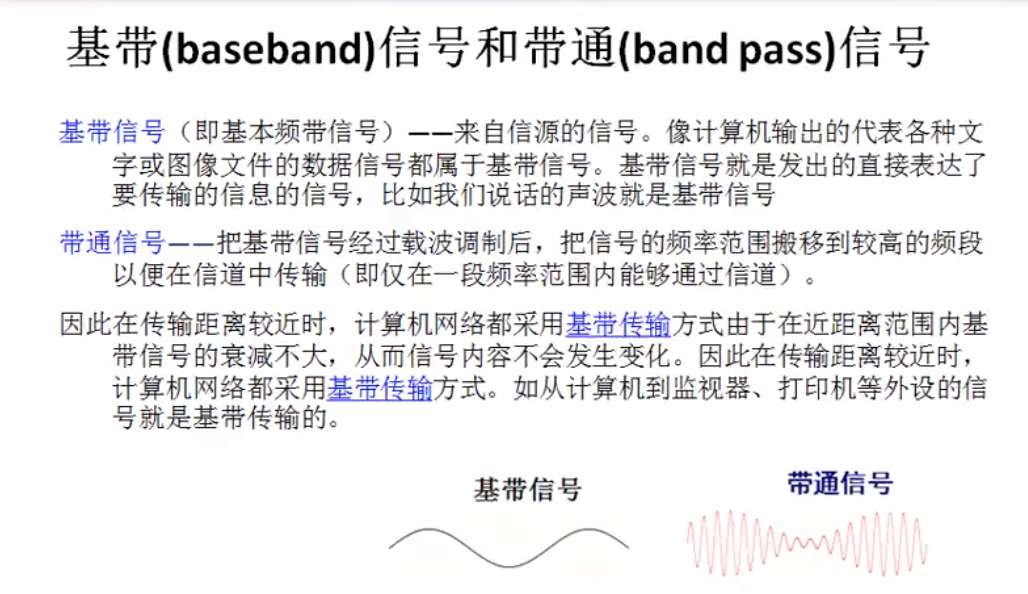 基带(baseband)信号和带通(band pass)信号
基带信号（即基本频带信号）——来自信源的信号。像计算机输出的代表各种文
字或图像文件的数据信号都属于基带信号。基带信号就是发出的直接表达了
要传输的信息的信号，比如我们说话的声波就是基带信号
带通信号——把基带信号经过载波调制后，把信号的频率范围搬移到较高的频段
以便在信道中传输（即仅在一段频率范围内能够通过信道）。
因此在传输距离较近时，计算机网络都采用基带传输方式由于在近距离范围内基
带信号的衰减不大，从而信号内容不会发生变化。因此在传输距离较近时，
计算机网络都采用基带传输方式。如从计算机到监视器、打印机等外设的信
号就是基带传输的。
基带信号
带通信号